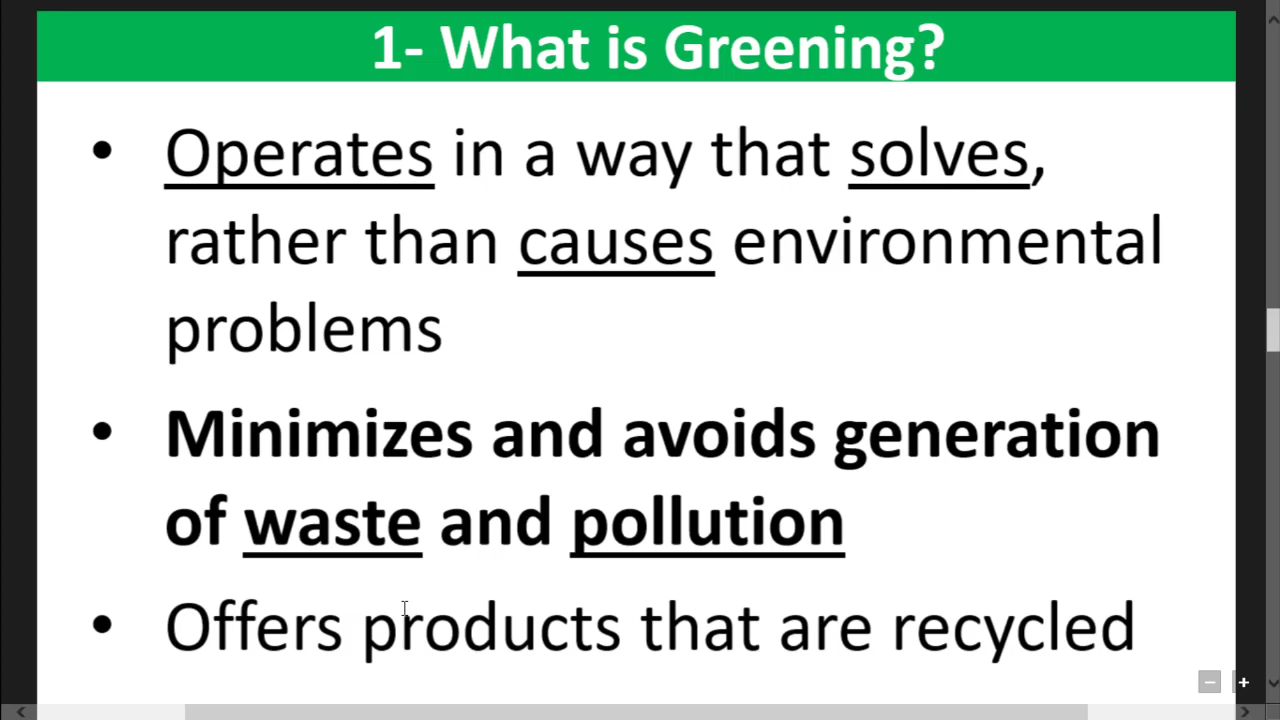 1- What is Greening?
• Operates in a way that solves,
rather than causes environmental
problems
• Minimizes and avoids generation
of waste and pollution
• Offers products that are recycled